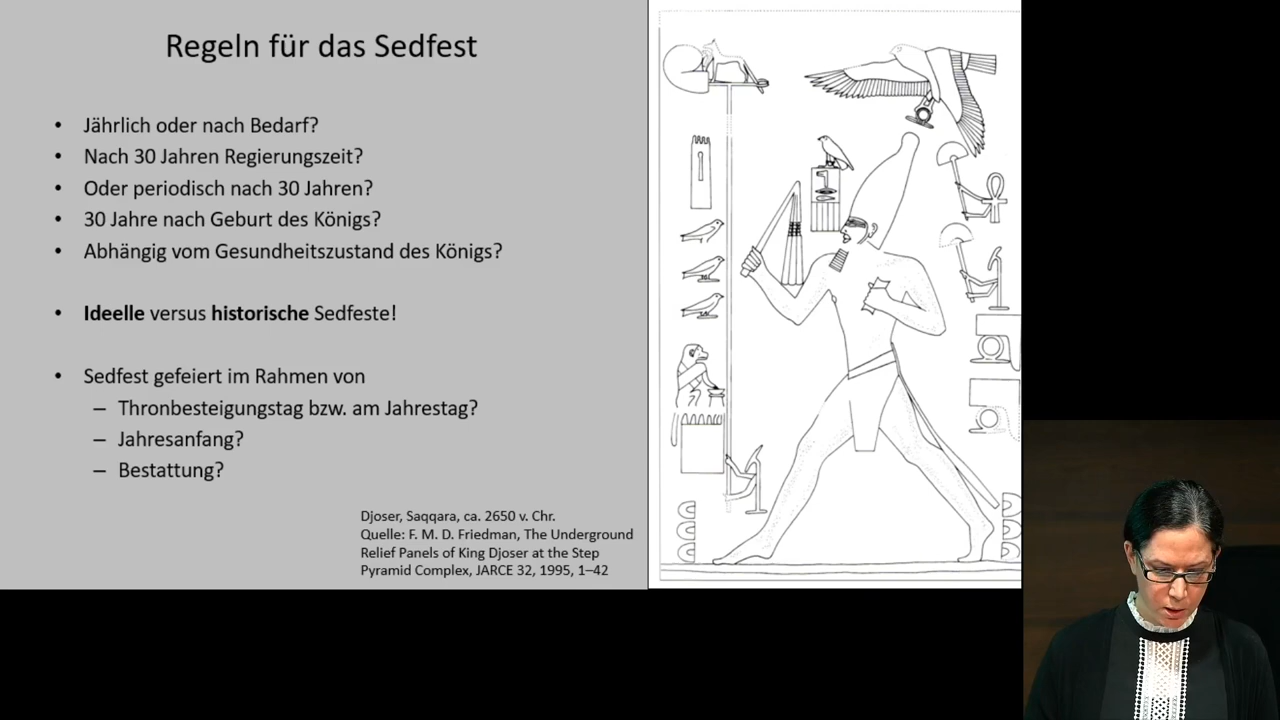 Regeln für das Sedfest
• Jährlich oder nach Bedarf?
• Nach 30 Jahren Regierungszeit?
• Oder periodisch nach 30 Jahren?
• 30 Jahre nach Geburt des Königs?
• Abhängig vom Gesundheitszustand des Königs?
• Ideelle versus historische Sedfeste!
• Sedfest gefeiert im Rahmen von
– Thronbesteigungstag bzw. am Jahrestag?
– Jahresanfang?
– Bestattung?
Djoser, Saqqara, ca. 2650 v. Chr.
Quelle: F. M. D. Friedman, The Underground
Relief Panels of King Djoser at the Step
Pyramid Complex, JARCE 32, 1995, 1–42